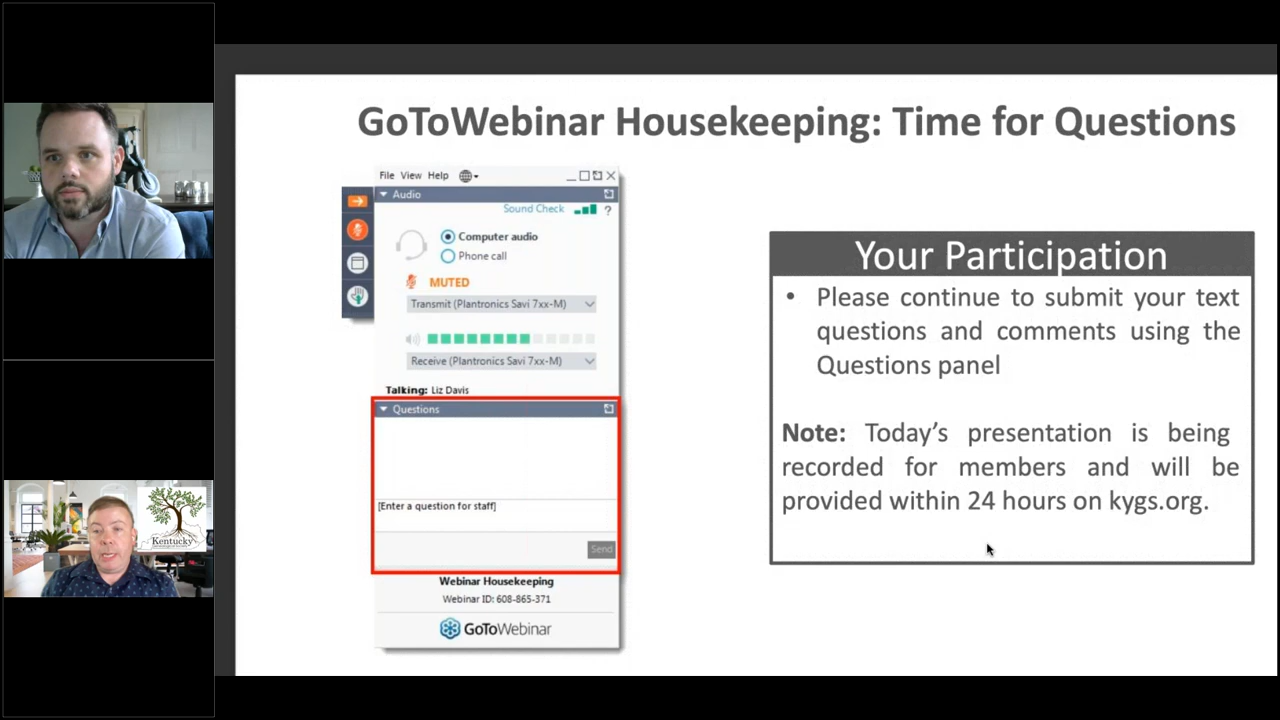 GoToWebinar Housekeeping: Time for Questions
File View Help
Audio
Sound Check
?
Computer audio
Phone call
MUTED
Transmit (Plantronics Savi 7xx-M)
Receive (Plantronics Savi 7xx-M)
Talking: Liz Davis
Questions
[Enter a question for staff]
Send
Webinar Housekeeping
Webinar ID: 608-865-371
GoToWebinar
Your Participation
• Please continue to submit your text
questions and comments using the
Questions panel
Note: Today's presentation is being
recorded for members and will be
provided within 24 hours on kygs.org.
Kentucky